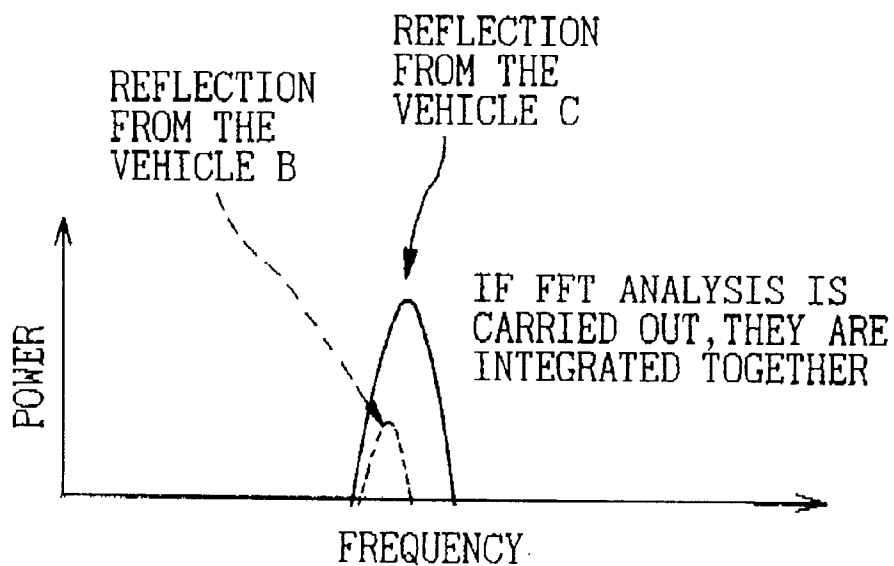 REFLECTION
FROM THE
VEHICLE C
REFLECTION
FROM THE
VEHICLE B
IF FFT ANALYSIS IS
CARRIED OUT,THEY ARE
INTEGRATED TOGETHER
POWER
FREQUENCY